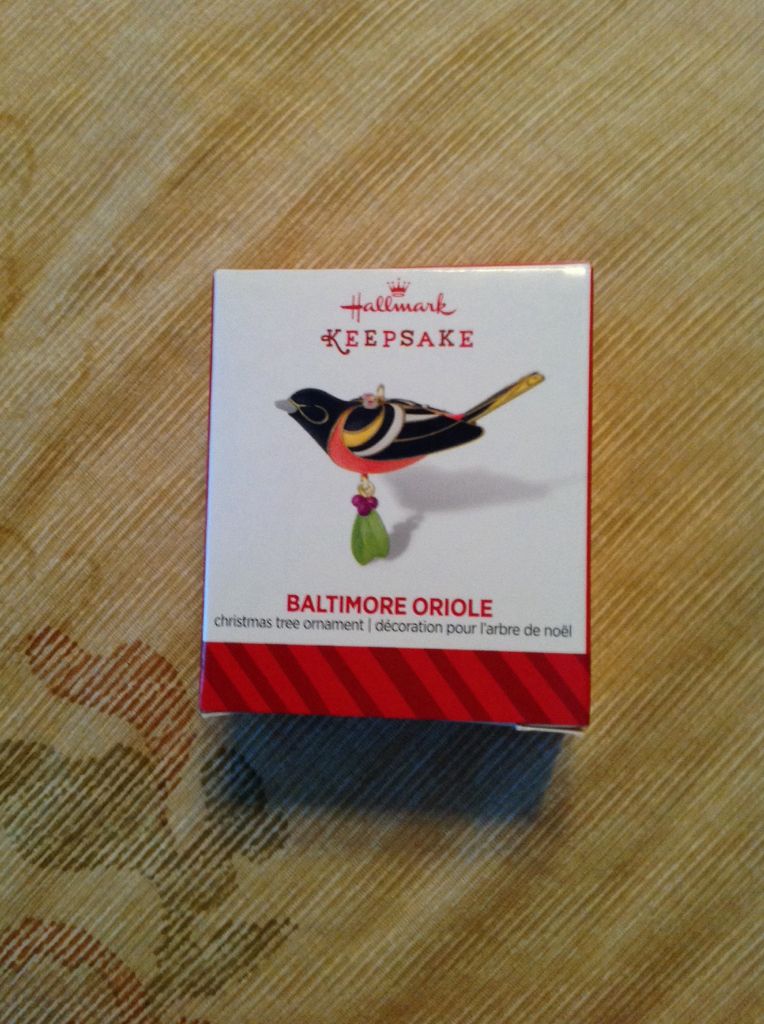 Hallmark
KEEPSAKE
BALTIMORE ORIOLE
christmas tree ornament | décoration pour l'arbre de noël